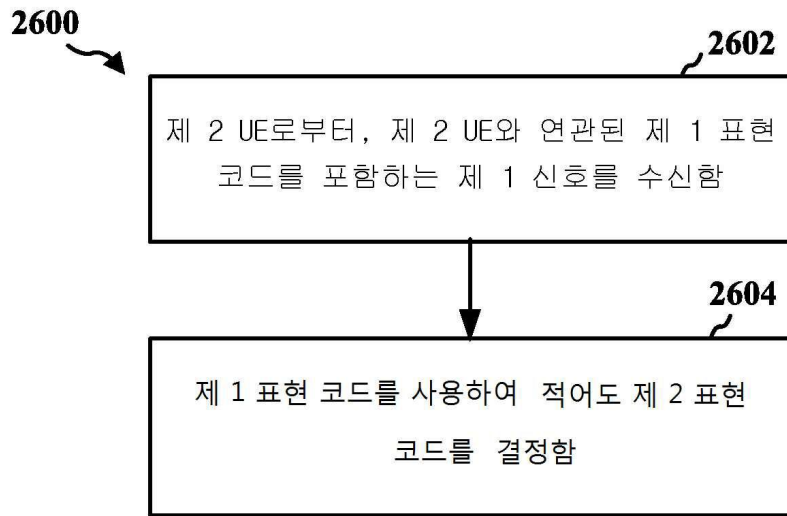 2600
2602
제 2 UE로부터, 제 2 UE와 연관된 제 1 표현
코드를 포함하는 제 1 신호를 수신함
2604
제 1 표현 코드를 사용하여 적어도 제 2 표현
코드를 결정함